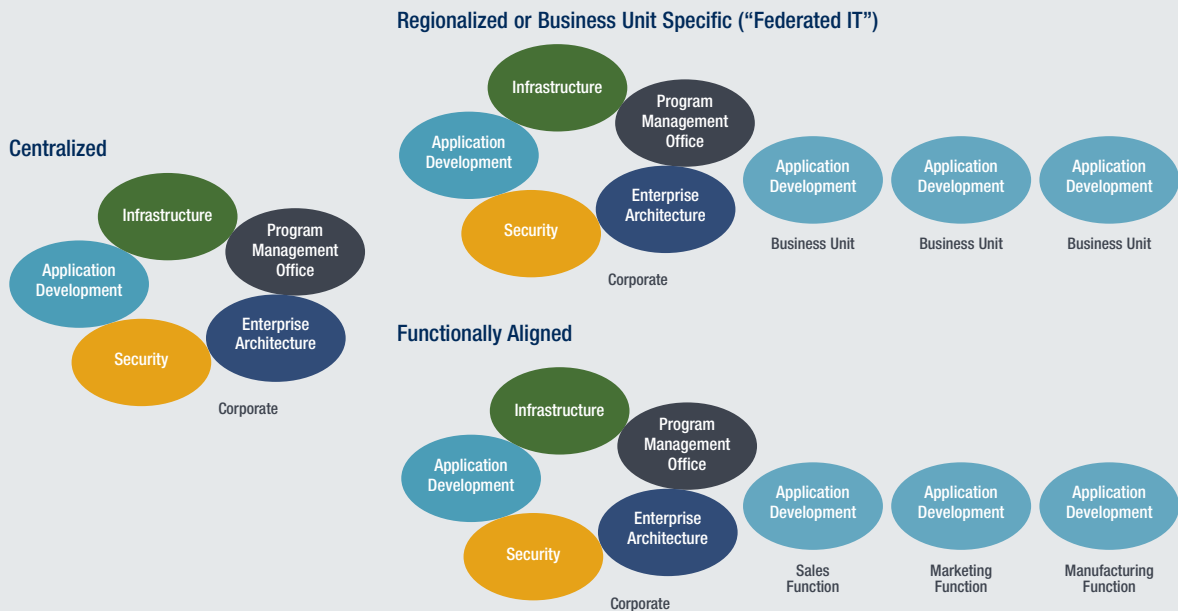 Centralized
Infrastructure
Program
Management
Office
Application
Development
Enterprise
Architecture
Security
Corporate
Regionalized or Business Unit Specific (“Federated IT”)
Infrastructure
Program
Management
Office
Application
Development
Enterprise
Architecture
Security
Corporate
Application
Development
Business Unit
Application
Development
Business Unit
Application
Development
Business Unit
Functionally Aligned
Infrastructure
Program
Management
Office
Application
Development
Enterprise
Architecture
Security
Corporate
Application
Development
Sales
Function
Application
Development
Marketing
Function
Application
Development
Manufacturing
Function